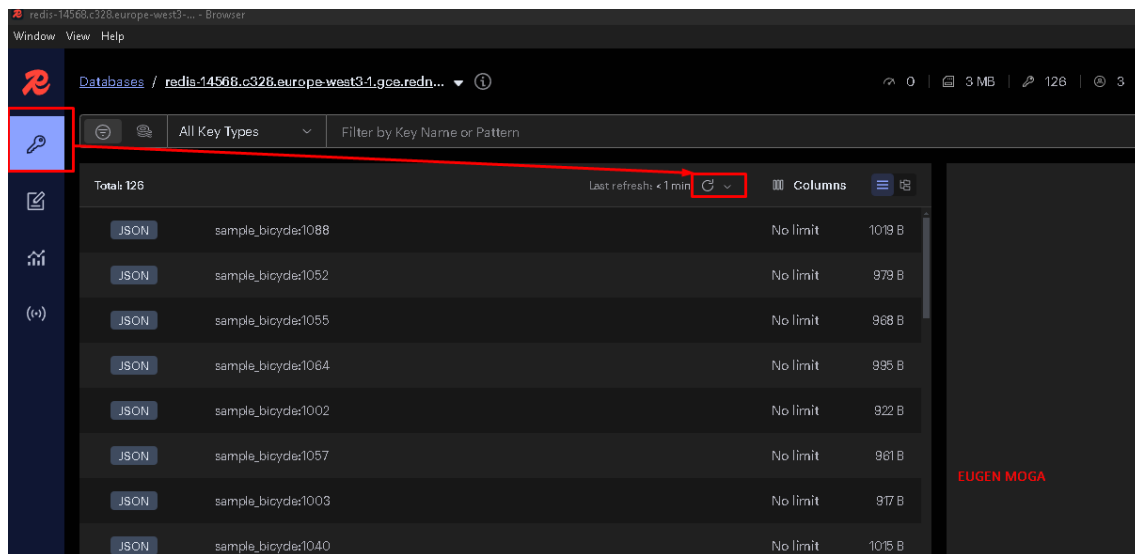 redis-14568.c328.europe-west3-... - Browser
Window View Help
Databases / redis-14568.c328.europe-west3-1.gce.redn... 0 3 MB 126 3
All Key Types Filter by Key Name or Pattern
Total: 126 Last refresh: < 1 min Columns
JSON sample_bicycle:1088 No limit 1019 B
JSON sample_bicycle:1052 No limit 979 B
JSON sample_bicycle:1055 No limit 968 B
JSON sample_bicycle:1064 No limit 995 B
JSON sample_bicycle:1002 No limit 922 B
JSON sample_bicycle:1057 No limit 961 B
EUGEN MOGA
JSON sample_bicycle:1003 No limit 917 B
JSON sample_bicycle:1040 No limit 1015 B